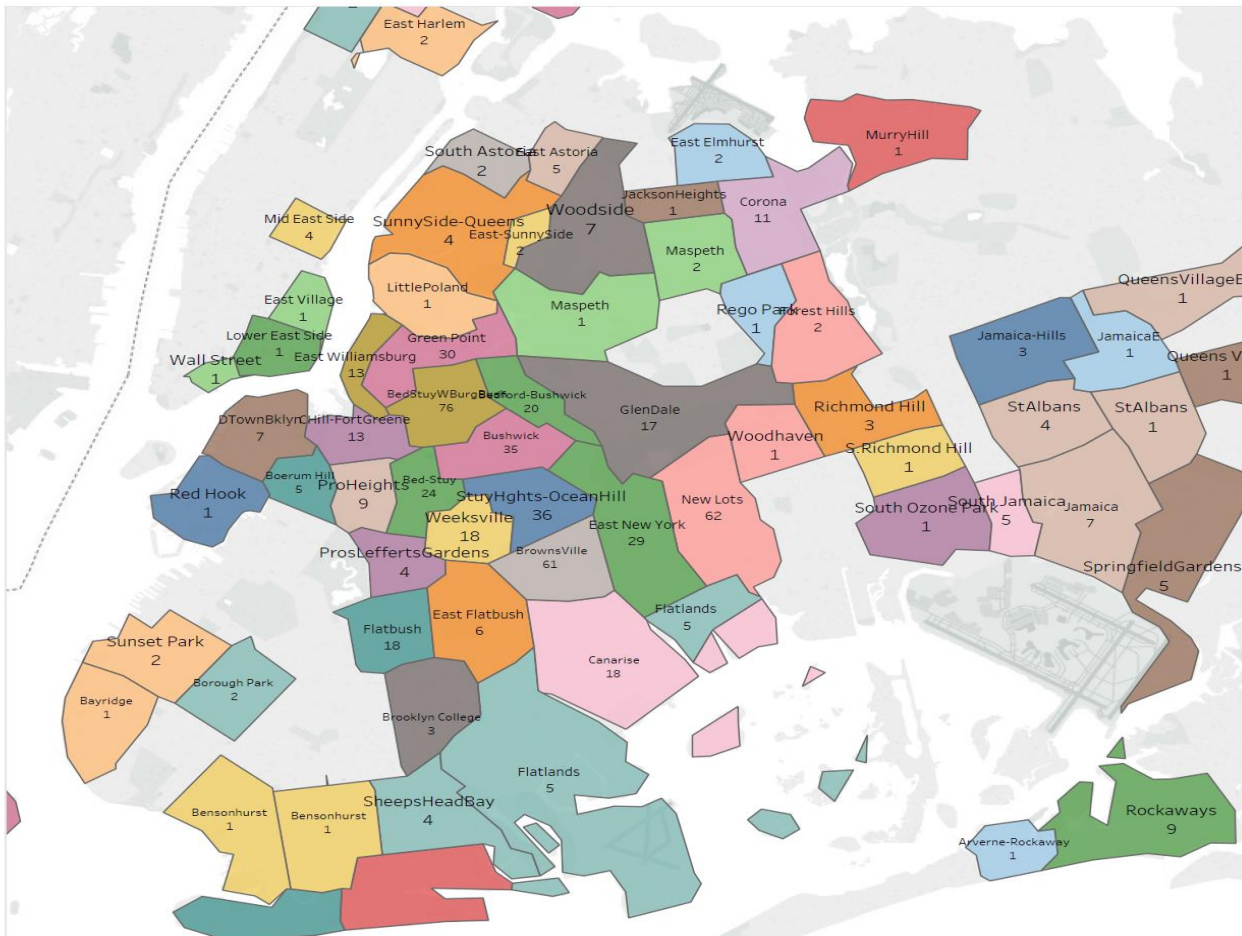 East Harlem
2
MurryHill
1
South Astoria
2
East Astoria
5
East Elmhurst
2
JacksonHeights
1
Corona
11
Mid East Side
4
SunnySide-Queens
4
East-SunnySide
2
Woodside
7
Maspeth
2
LittlePoland
1
Maspeth
1
Rego Park
1
Forest Hills
2
QueensVillageE
1
East Village
1
Lower East Side
1
Wall Street
1
East Williamsburg
13
Green Point
30
Jamaica-Hills
3
JamaicaE
1
Queens V
1
BedStuyWBurg
76
Bedford-Bushwick
20
GlenDale
17
Richmond Hill
3
StAlbans
4
StAlbans
1
DTownBklyn
7
CHill-FortGreene
13
Bushwick
35
Woodhaven
1
S.Richmond Hill
1
Boerum Hill
5
ProHeights
9
Bed-Stuy
24
Red Hook
1
StuyHghts-OceanHill
36
New Lots
62
South Ozone Park
1
South Jamaica
5
Jamaica
7
Weeksville
18
East New York
29
ProsLeffertsGardens
4
BrownsVille
61
SpringfieldGardens
5
Flatbush
18
East Flatbush
6
Flatlands
5
Sunset Park
2
Borough Park
2
Bayridge
1
Canarise
18
Brooklyn College
3
Flatlands
5
Bensonhurst
1
Bensonhurst
1
SheepsHeadBay
4
Rockaways
9
Arverne-Rockaway
1